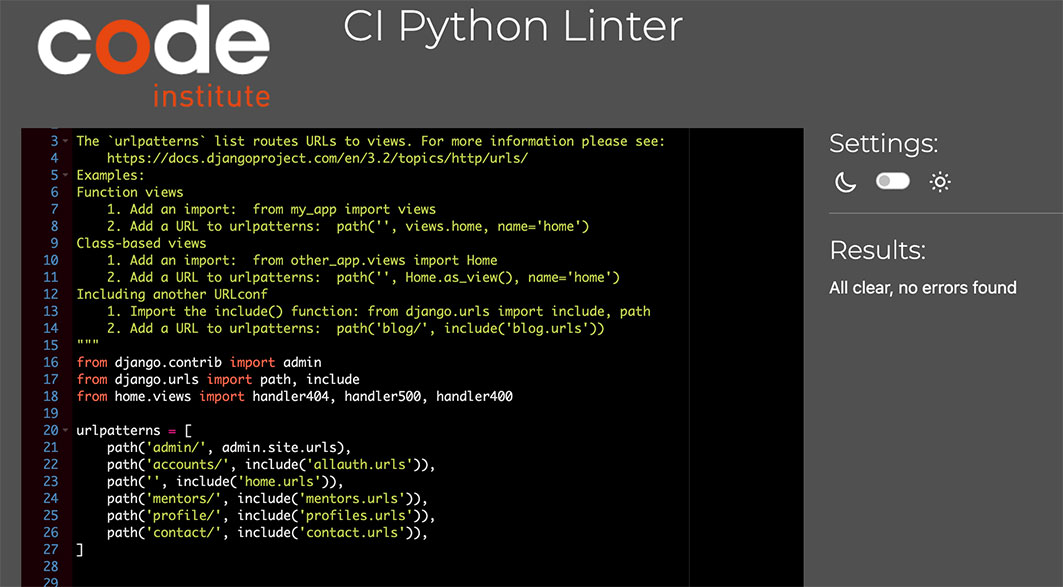 code
institute
CI Python Linter
3 The `urlpatterns` list routes URLs to views. For more information please see:
4     https://docs.djangoproject.com/en/3.2/topics/http/urls/
5 Examples:
6 Function views
7     1. Add an import:  from my_app import views
8     2. Add a URL to urlpatterns:  path('', views.home, name='home')
9 Class-based views
10     1. Add an import:  from other_app.views import Home
11     2. Add a URL to urlpatterns:  path('', Home.as_view(), name='home')
12 Including another URLconf
13     1. Import the include() function: from django.urls import include, path
14     2. Add a URL to urlpatterns:  path('blog/', include('blog.urls'))
15 """
16 from django.contrib import admin
17 from django.urls import path, include
18 from home.views import handler404, handler500, handler400
19
20 urlpatterns = [
21     path('admin/', admin.site.urls),
22     path('accounts/', include('allauth.urls')),
23     path('', include('home.urls')),
24     path('mentors/', include('mentors.urls')),
25     path('profile/', include('profiles.urls')),
26     path('contact/', include('contact.urls')),
27 ]
28
29
Settings:
Results:
All clear, no errors found